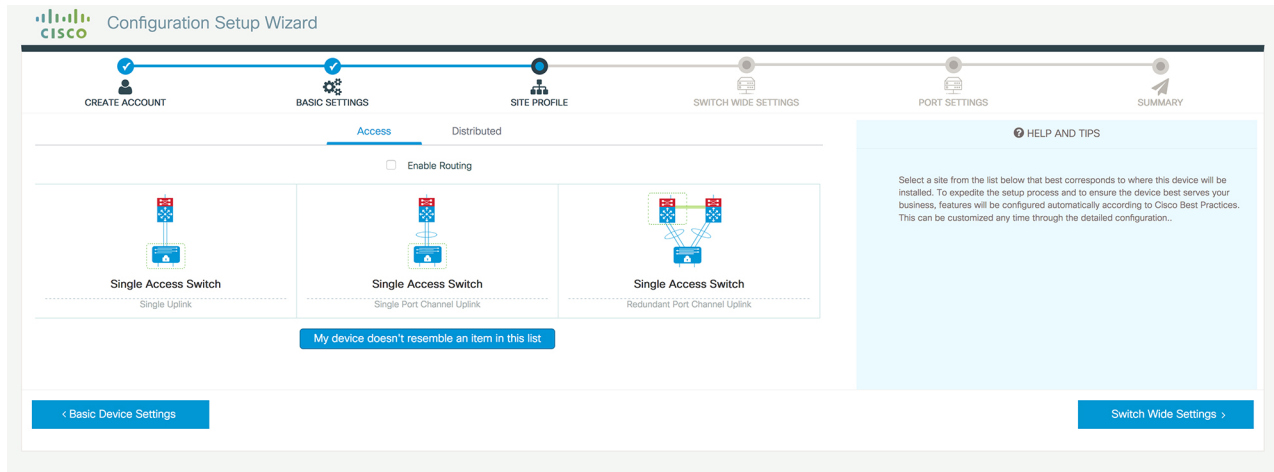 CISCO
Configuration Setup Wizard
CREATE ACCOUNT
BASIC SETTINGS
SITE PROFILE
SWITCH WIDE SETTINGS
PORT SETTINGS
SUMMARY
Access
Distributed
Enable Routing
Single Access Switch
Single Uplink
Single Access Switch
Single Port Channel Uplink
Single Access Switch
Redundant Port Channel Uplink
My device doesn't resemble an item in this list
? HELP AND TIPS
Select a site from the list below that best corresponds to where this device will be
installed. To expedite the setup process and to ensure the device best serves your
business, features will be configured automatically according to Cisco Best Practices.
This can be customized any time through the detailed configuration..
< Basic Device Settings
Switch Wide Settings >